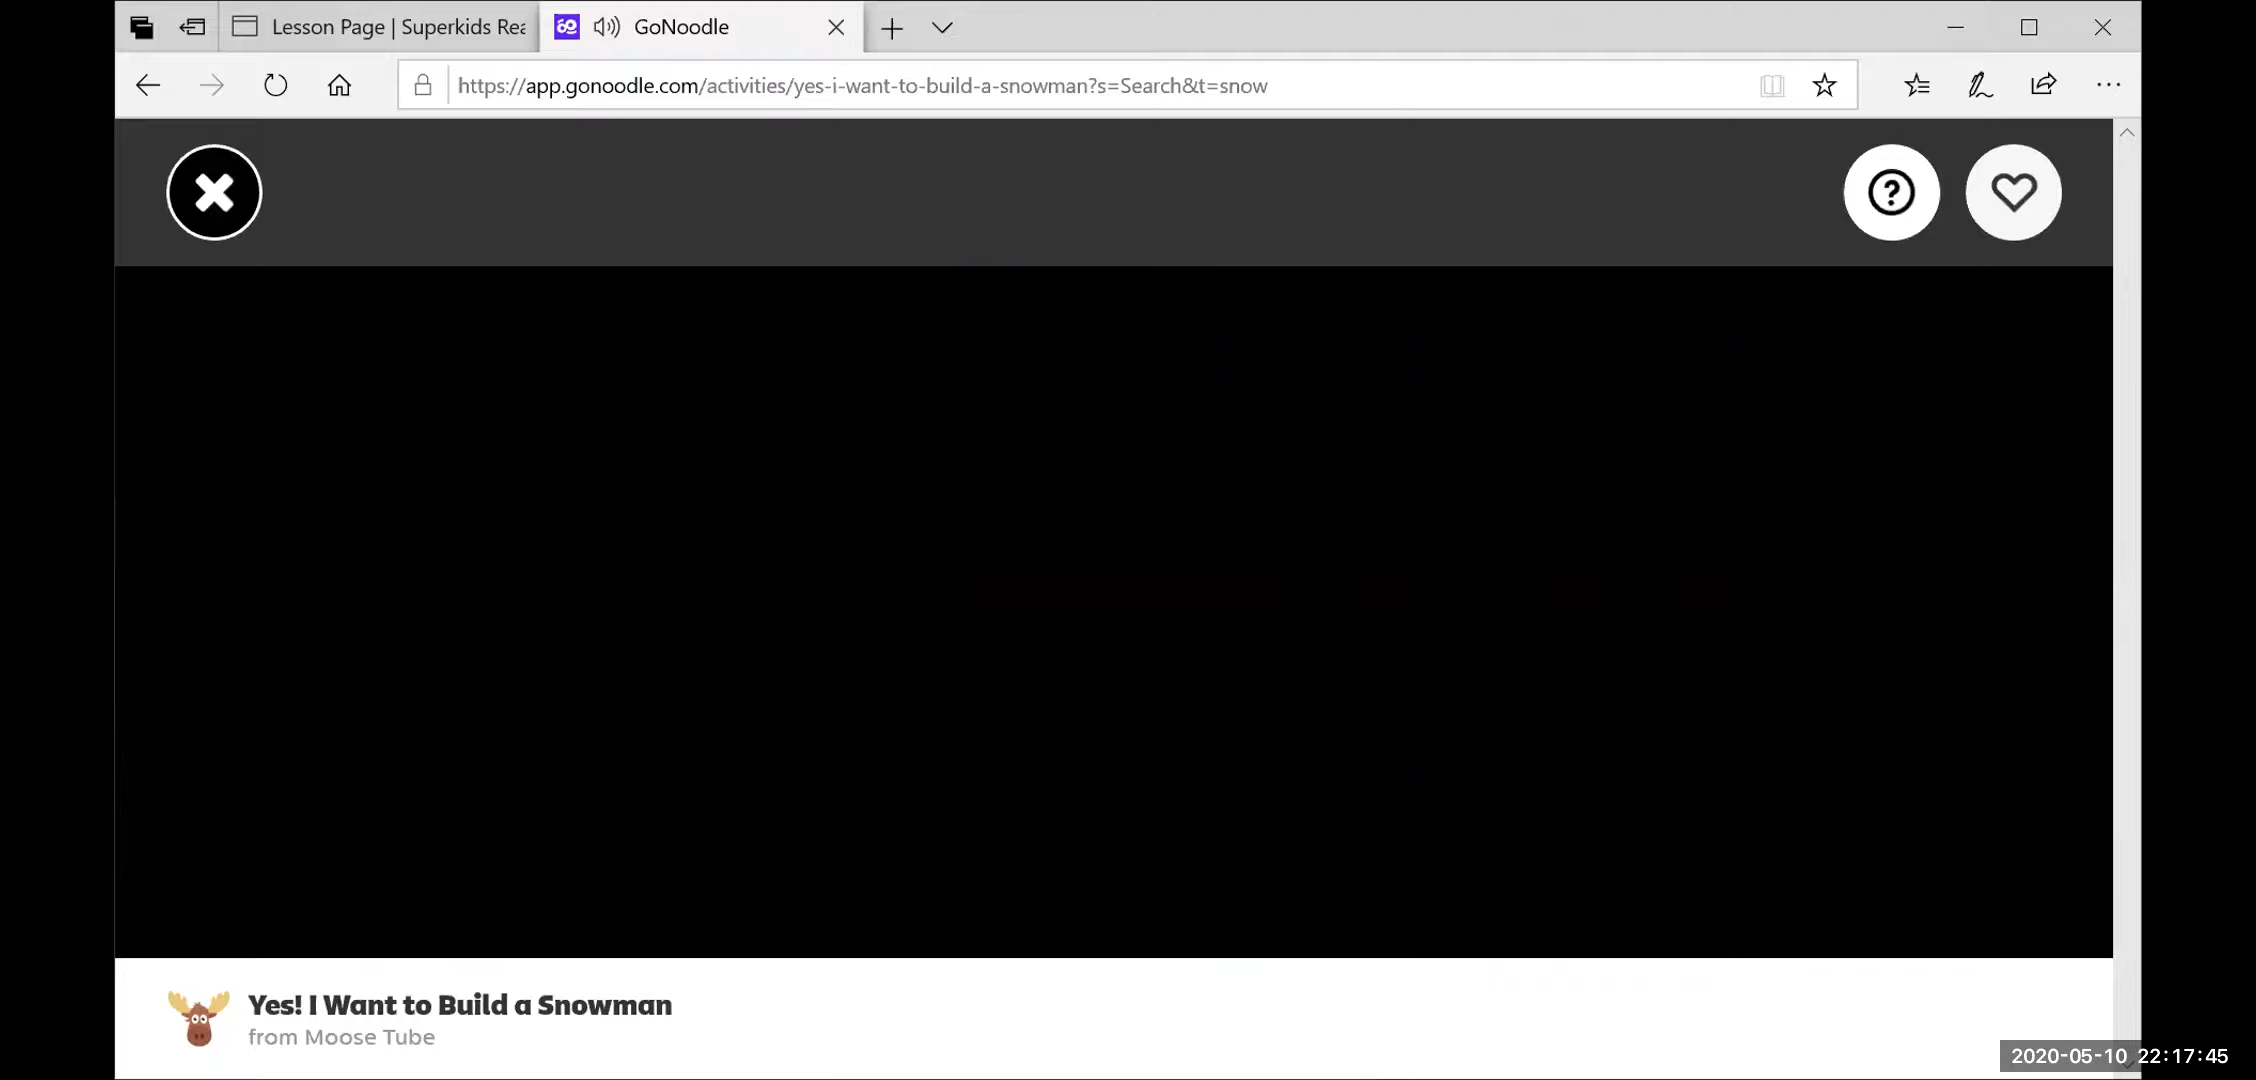 Lesson Page | Superkids Rea
GoNoodle
https://app.gonoodle.com/activities/yes-i-want-to-build-a-snowman?s=Search&t=snow
Yes! I Want to Build a Snowman
from Moose Tube
2020-05-10 22:17:45